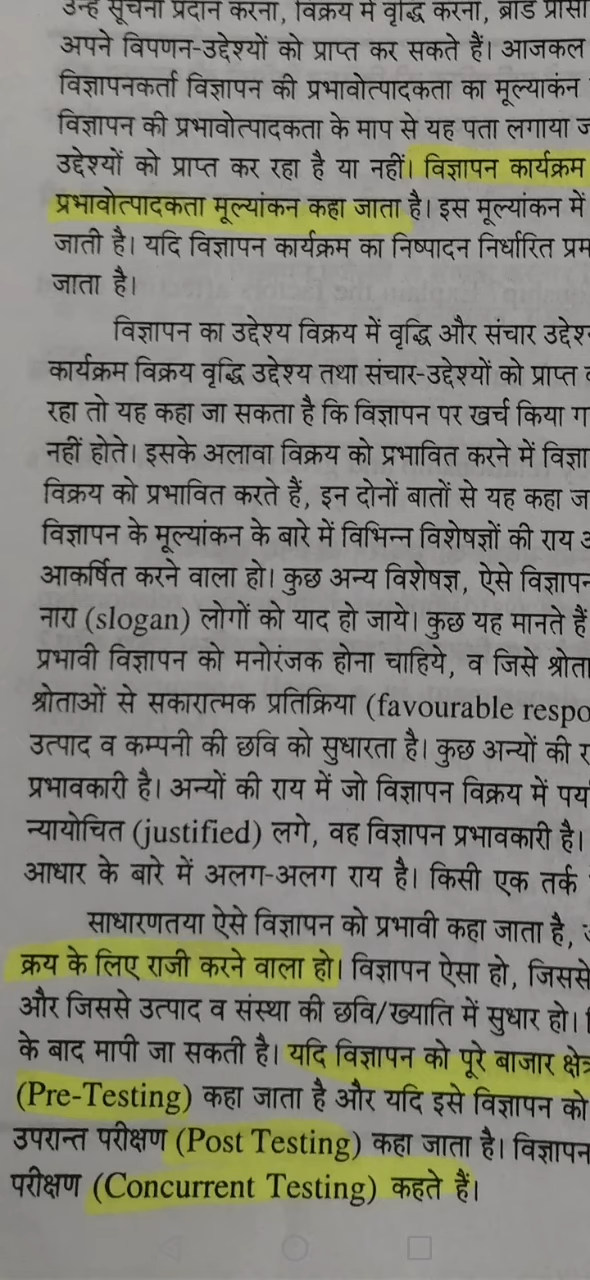 उन्हें सूचना प्रदान करना, विक्रय में वृद्धि करना, ब्रांड
अपने विपणन-उद्देश्यों को प्राप्त कर सकते हैं। आजकल
विज्ञापनकर्ता विज्ञापन की प्रभावोत्पादकता का मूल्याकंन
विज्ञापन की प्रभावोत्पादकता के माप से यह पता लगाया
उद्देश्यों को प्राप्त कर रहा है या नहीं। विज्ञापन कार्यक्रम
प्रभावोत्पादकता मूल्यांकन कहा जाता है। इस मूल्यांकन में
जाती है। यदि विज्ञापन कार्यक्रम का निष्पादन निर्धारित
जाता है।
विज्ञापन का उद्देश्य विक्रय में वृद्धि और संचार
कार्यक्रम विक्रय वृद्धि उद्देश्य तथा संचार-उद्देश्यों को प्राप्त
रहा तो यह कहा जा सकता है कि विज्ञापन पर खर्च किया
नहीं होते। इसके अलावा विक्रय को प्रभावित करने में
विक्रय को प्रभावित करते हैं, इन दोनों बातों से यह कहा
विज्ञापन के मूल्यांकन के बारे में विभिन्न विशेषज्ञों की राय
आकर्षित करने वाला हो। कुछ अन्य विशेषज्ञ, ऐसे विज्ञापन
नारा (slogan) लोगों को याद हो जाये। कुछ यह मानते हैं
प्रभावी विज्ञापन को मनोरंजक होना चाहिये, व जिसे
श्रोताओं से सकारात्मक प्रतिक्रिया (favourable respo
उत्पाद व कम्पनी की छवि को सुधारता है। कुछ अन्यों की
प्रभावकारी है। अन्यों की राय में जो विज्ञापन विक्रय में
न्यायोचित (justified) लगे, वह विज्ञापन प्रभावकारी है।
आधार के बारे में अलग-अलग राय है। किसी एक तर्क
साधारणतया ऐसे विज्ञापन को प्रभावी कहा जाता है,
क्रय के लिए राजी करने वाला हो। विज्ञापन ऐसा हो, जिससे
और जिससे उत्पाद व संस्था की छवि/ख्याति में सुधार हो।
के बाद मापी जा सकती है। यदि विज्ञापन को पूरे बाजार क्षेत्र
(Pre-Testing) कहा जाता है और यदि इसे विज्ञापन को
उपरान्त परीक्षण (Post Testing) कहा जाता है। विज्ञापन
परीक्षण (Concurrent Testing) कहते हैं।